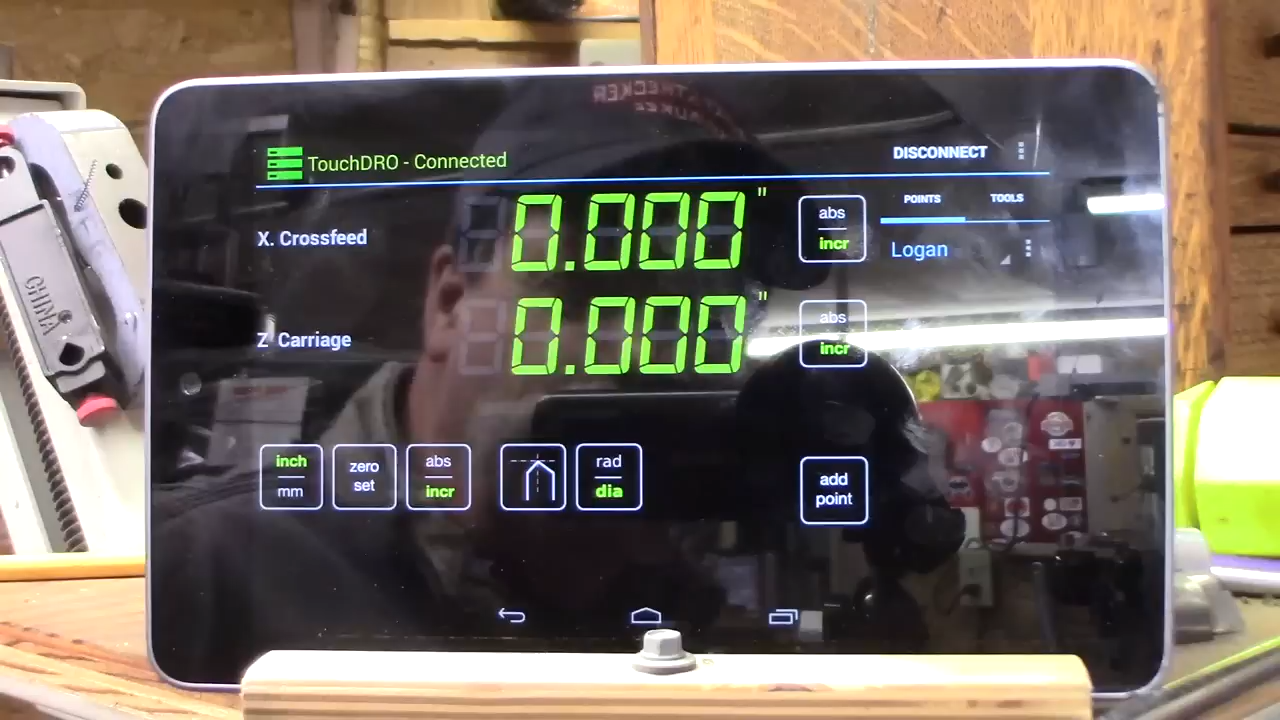 TouchDRO - Connected
DISCONNECT
X. Crossfeed
0.000"
abs
incr
POINTS
TOOLS
Logan
Z Carriage
0.000"
abs
incr
inch
mm
zero
set
abs
incr
rad
dia
add
point
CHINA